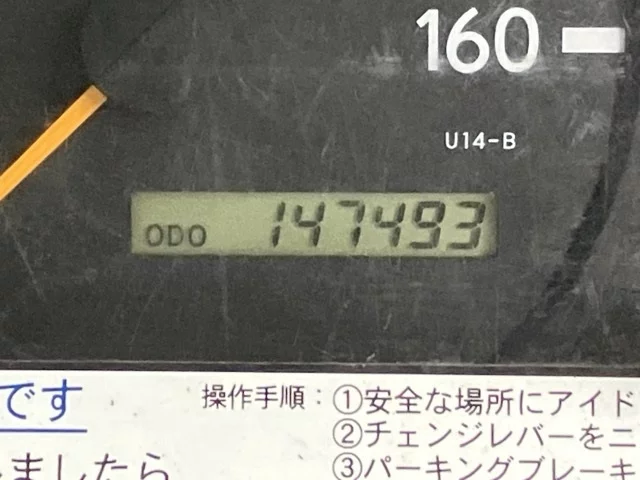 160
U14-B
ODO 147493
です
操作手順：①安全な場所にアイド
②チェンジレバーをニ
ましたら
③パーキングブレーキ